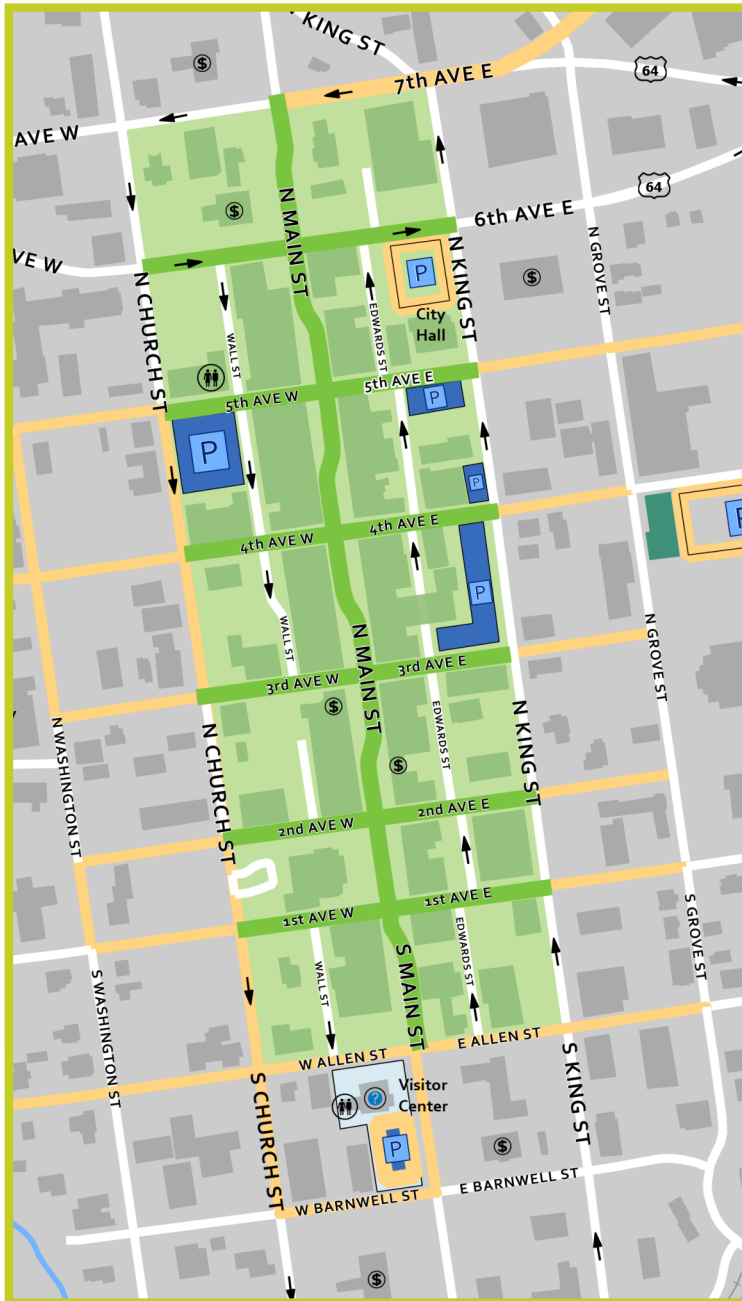 N KING ST
$
7th AVE E
64
AVE W
64
$
6th AVE E
N MAIN ST
N GROVE ST
VE W
N KING ST
N CHURCH ST
P
$
City
Hall
WALL ST
EDWARDS ST
5th AVE E
5th AVE W
P
P
P
4th AVE E
4th AVE W
P
P
WALL ST
N MAIN ST
N GROVE ST
3rd AVE E
3rd AVE W
$
N WASHINGTON ST
N CHURCH ST
EDWARDS ST
N KING ST
$
2nd AVE E
2nd AVE W
1st AVE E
1st AVE W
S GROVE ST
S MAIN ST
EDWARDS ST
WALL ST
S WASHINGTON ST
E ALLEN ST
W ALLEN ST
S KING ST
S CHURCH ST
Visitor
Center
?
P
$
E BARNWELL ST
W BARNWELL ST
$